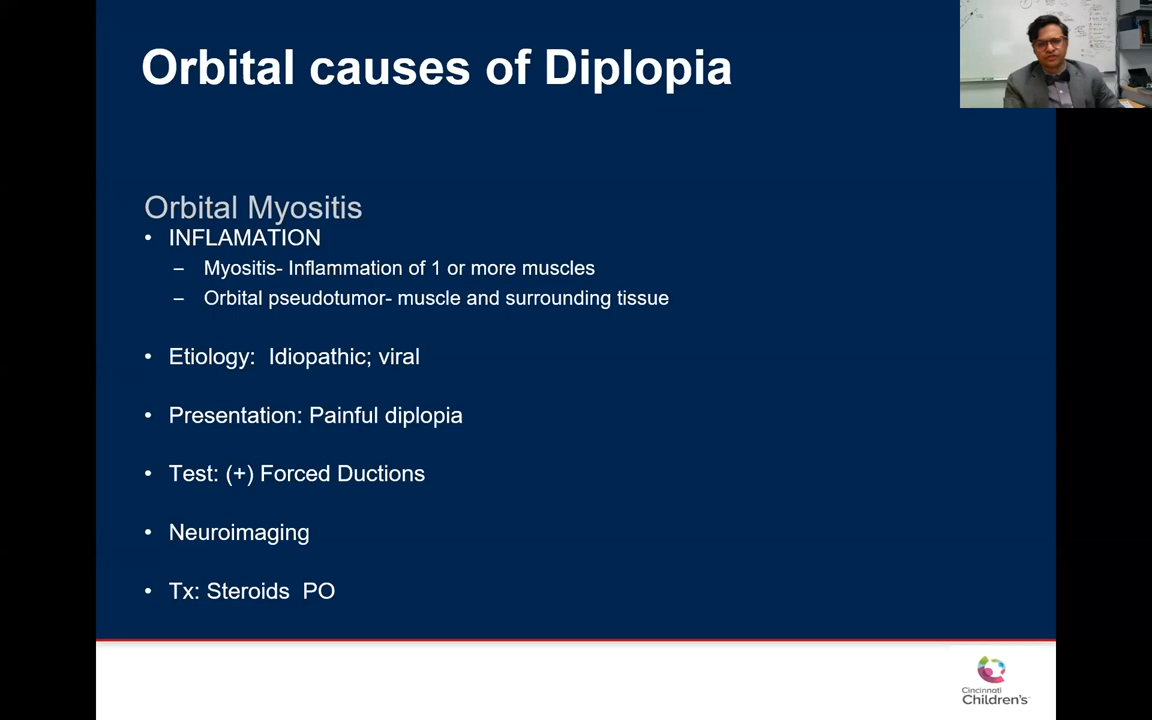 Orbital causes of Diplopia
Orbital Myositis
• INFLAMATION
– Myositis- Inflammation of 1 or more muscles
– Orbital pseudotumor- muscle and surrounding tissue
• Etiology: Idiopathic; viral
• Presentation: Painful diplopia
• Test: (+) Forced Ductions
• Neuroimaging
• Tx: Steroids PO
Cincinnati
Children's